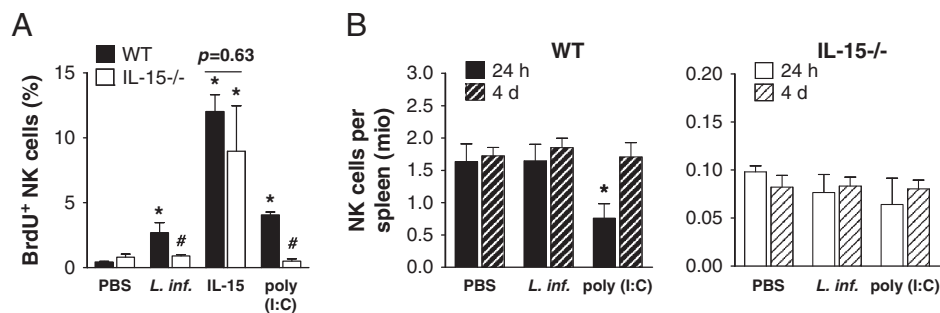 A
WT
IL-15-/-
p=0.63
BrdU+ NK cells (%)
15
10
5
0
*
*
*
*
#
#
PBS
L. inf.
IL-15
poly
(I:C)
B
WT
24 h
4 d
NK cells per
spleen (mio)
3.0
2.5
2.0
1.5
1.0
0.5
0.0
*
PBS
L. inf.
poly (I:C)
IL-15-/-
24 h
4 d
0.20
0.15
0.10
0.05
0.00
PBS
L. inf.
poly (I:C)